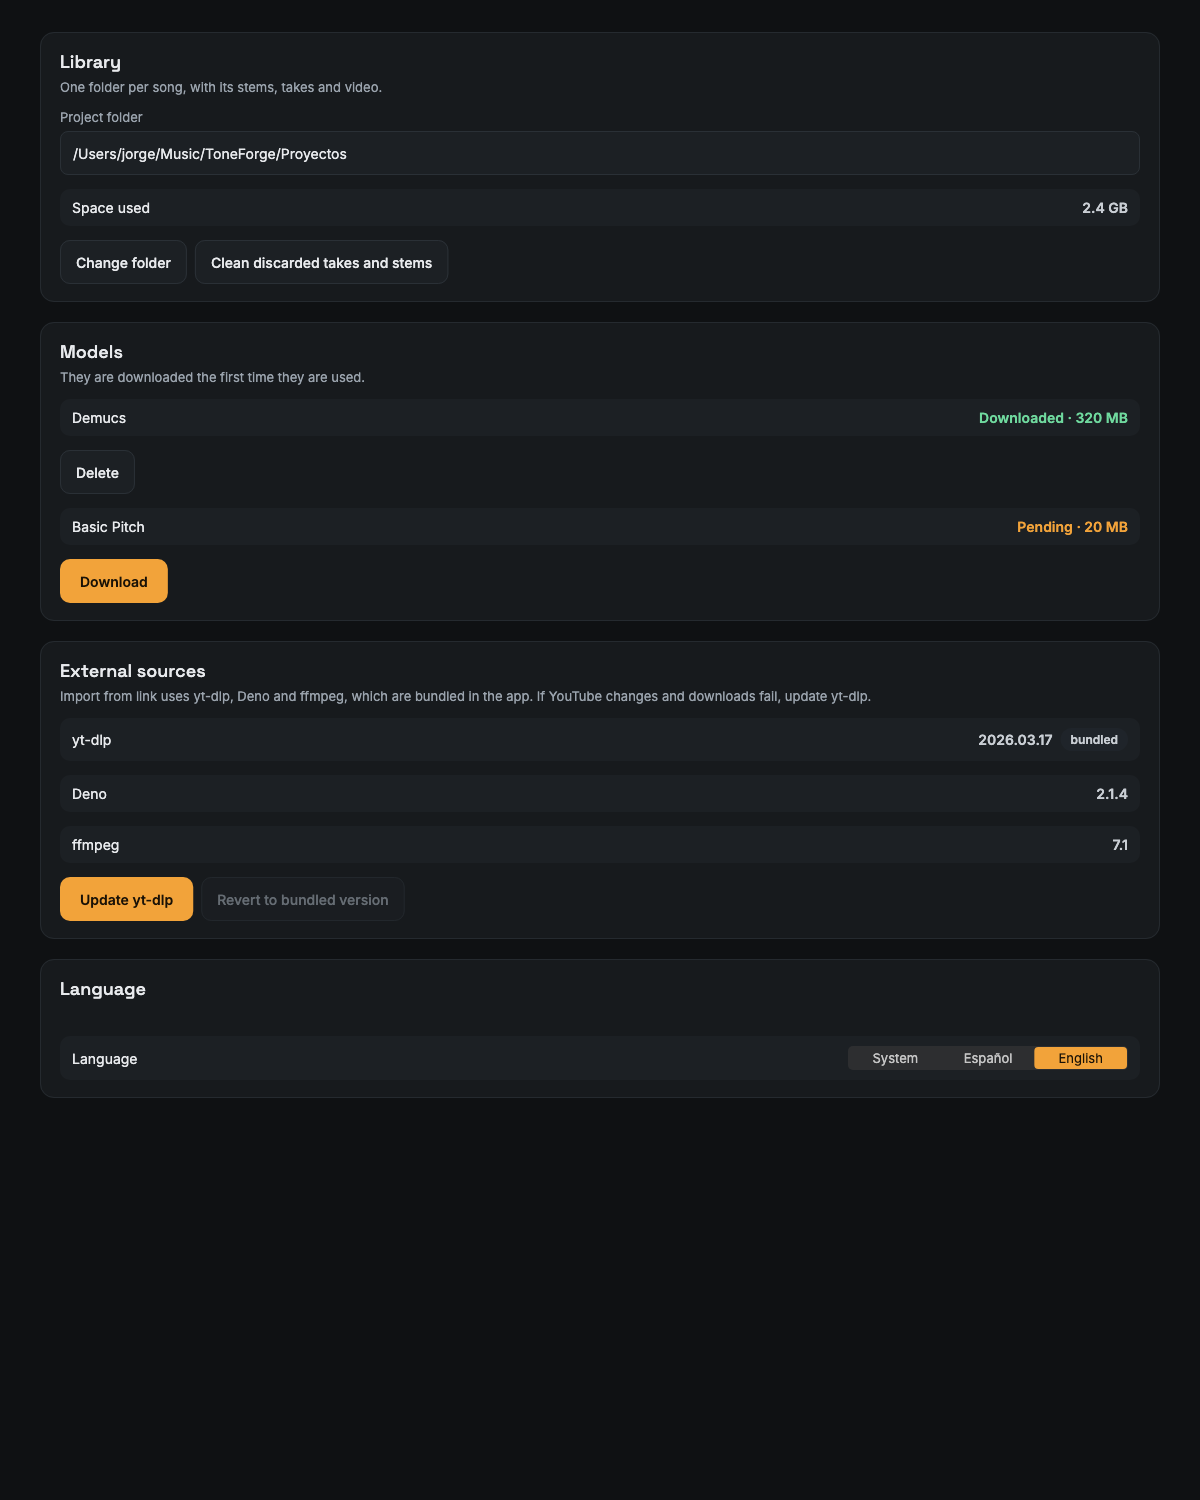 Library
One folder per song, with its stems, takes and video.
Project folder
/Users/jorge/Music/ToneForge/Proyectos
Space used 2.4 GB
Change folder Clean discarded takes and stems
Models
They are downloaded the first time they are used.
Demucs Downloaded · 320 MB
Delete
Basic Pitch Pending · 20 MB
Download
External sources
Import from link uses yt-dlp, Deno and ffmpeg, which are bundled in the app. If YouTube changes and downloads fail, update yt-dlp.
yt-dlp 2026.03.17 bundled
Deno 2.1.4
ffmpeg 7.1
Update yt-dlp Revert to bundled version
Language
Language System Español English